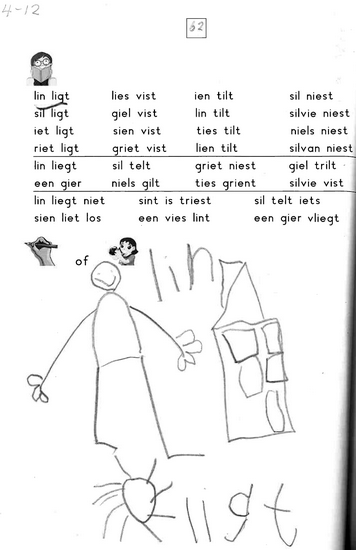 4-12
62
lin ligt lies vist ien tilt sil niest
sil ligt giel vist lin tilt silvie niest
iet ligt sien vist ties tilt niels niest
riet ligt griet vist lien tilt silvan niest
lin liegt sil telt griet niest giel trilt
een gier niels gilt ties grient silvie vist
lin liegt niet sint is triest sil telt iets
sien liet los een vies lint een gier vliegt
of
lin
ligt